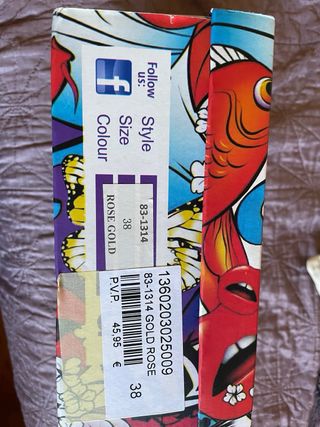 Follow
us:
f
Style
Size
Colour
83-1314
38
ROSE GOLD
1360203025009
83-1314 GOLD ROSE
38
P.V.P. 45,95 €